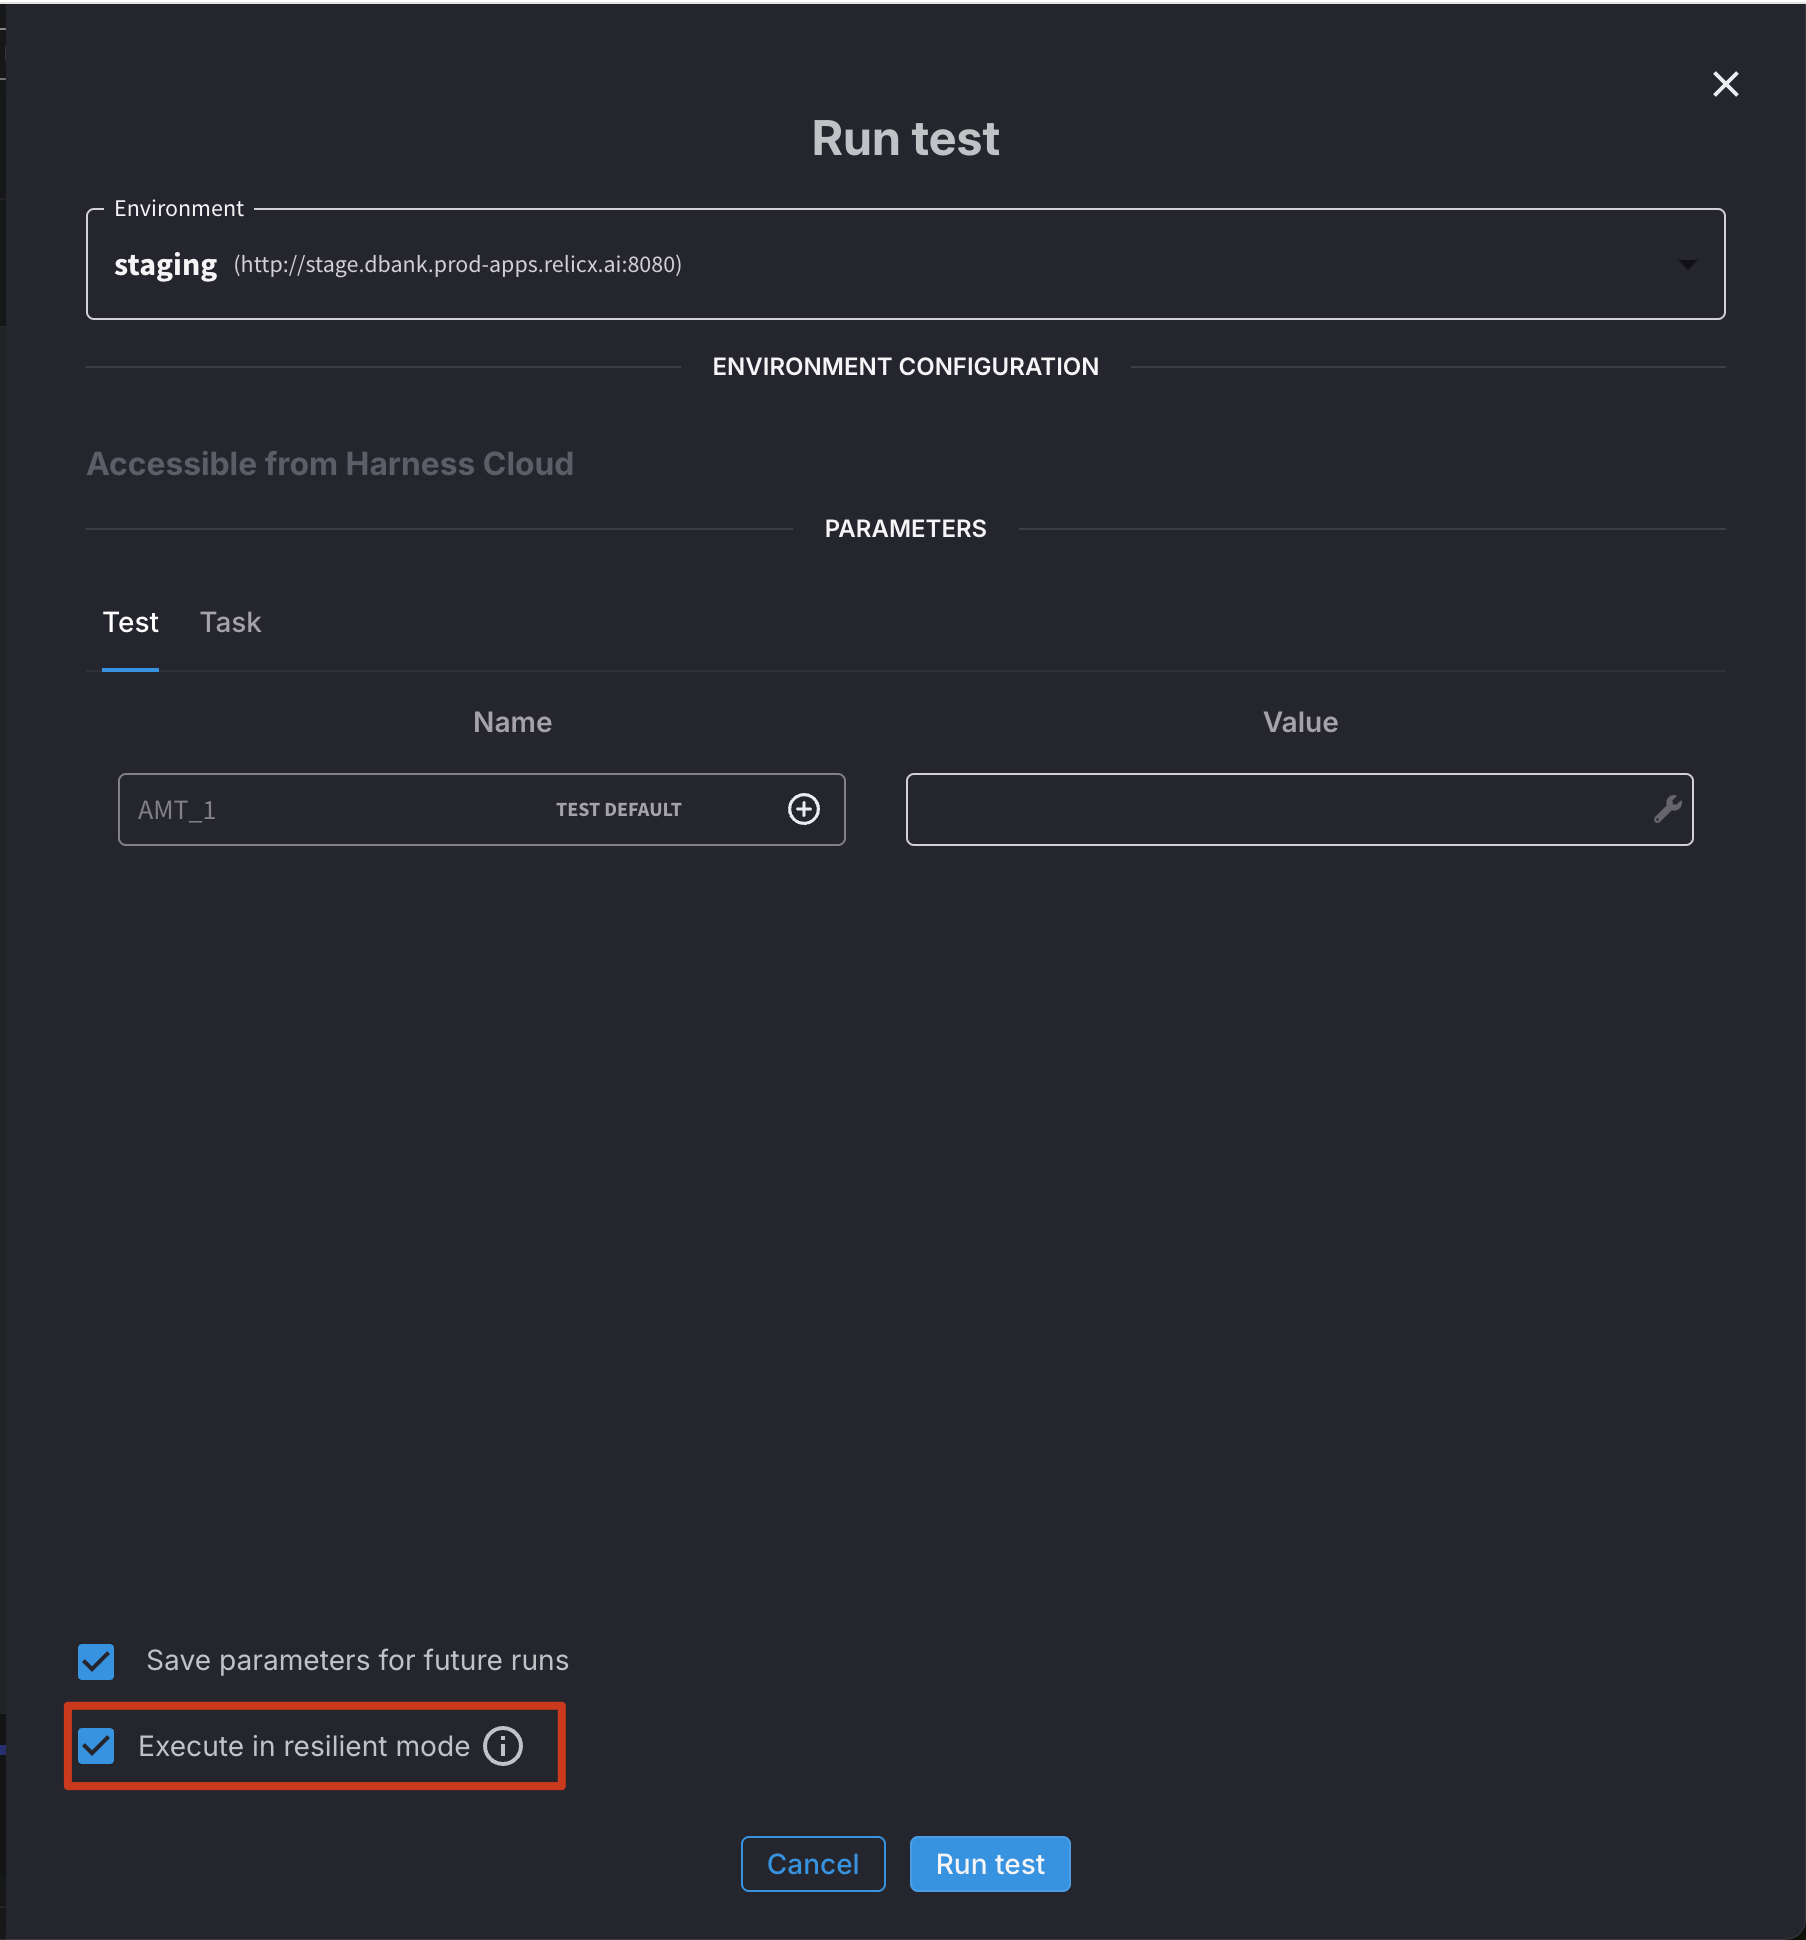 Run test
Environment
staging (http://stage.dbank.prod-apps.relicx.ai:8080)
ENVIRONMENT CONFIGURATION
Accessible from Harness Cloud
PARAMETERS
Test Task
Name Value
AMT_1 TEST DEFAULT
Save parameters for future runs
Execute in resilient mode
Cancel Run test